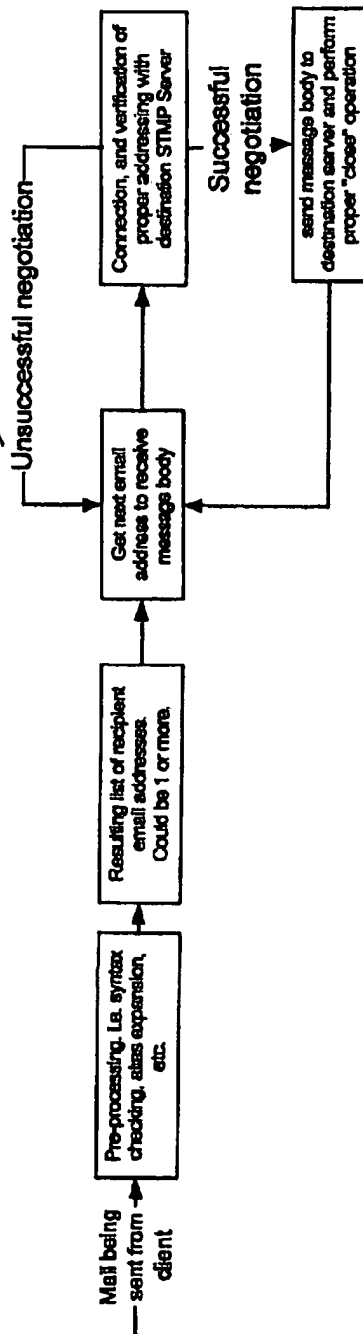 Mail being
sent from
client
Pre-processing. i.e. syntax
checking, alias expansion,
etc.
Resulting list of recipient
email addresses.
Could be 1 or more.
Get next email
address to receive
message body
Unsuccessful negotiation
Connection, and verification of
proper addressing with
destination STMP Server
Successful
negotiation
send message body to
destination server and perform
proper "close" operation